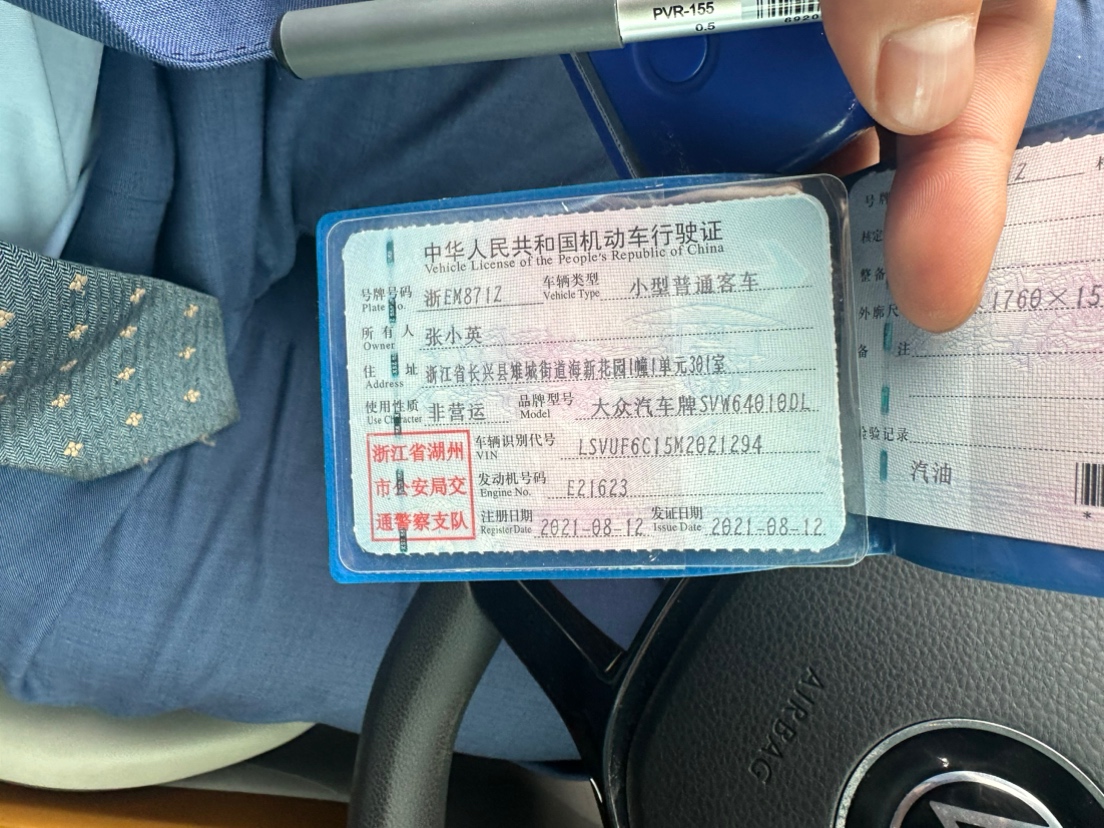 PVR-155
0.5
6920
中华人民共和国机动车行驶证
Vehicle License of the People's Republic of China
号牌号码 浙EM871Z 车辆类型 小型普通客车
Plate No. Vehicle Type
所有人 张小英
Owner
住址 浙江省长兴县雉城街道海新花园1幢1单元301室
Address
使用性质 非营运 品牌型号 大众汽车牌SVW64010DL
Use Character Model
浙江省湖州
市公安局交
通警察支队
车辆识别代号 LSVUF6C15M2021294
VIN
发动机号码 E21623
Engine No.
注册日期 2021-08-12 发证日期 2021-08-12
Register Date Issue Date
号牌
核定
整备
外廓尺 1760×15
备注
检验记录
汽油
*
AIRBAG